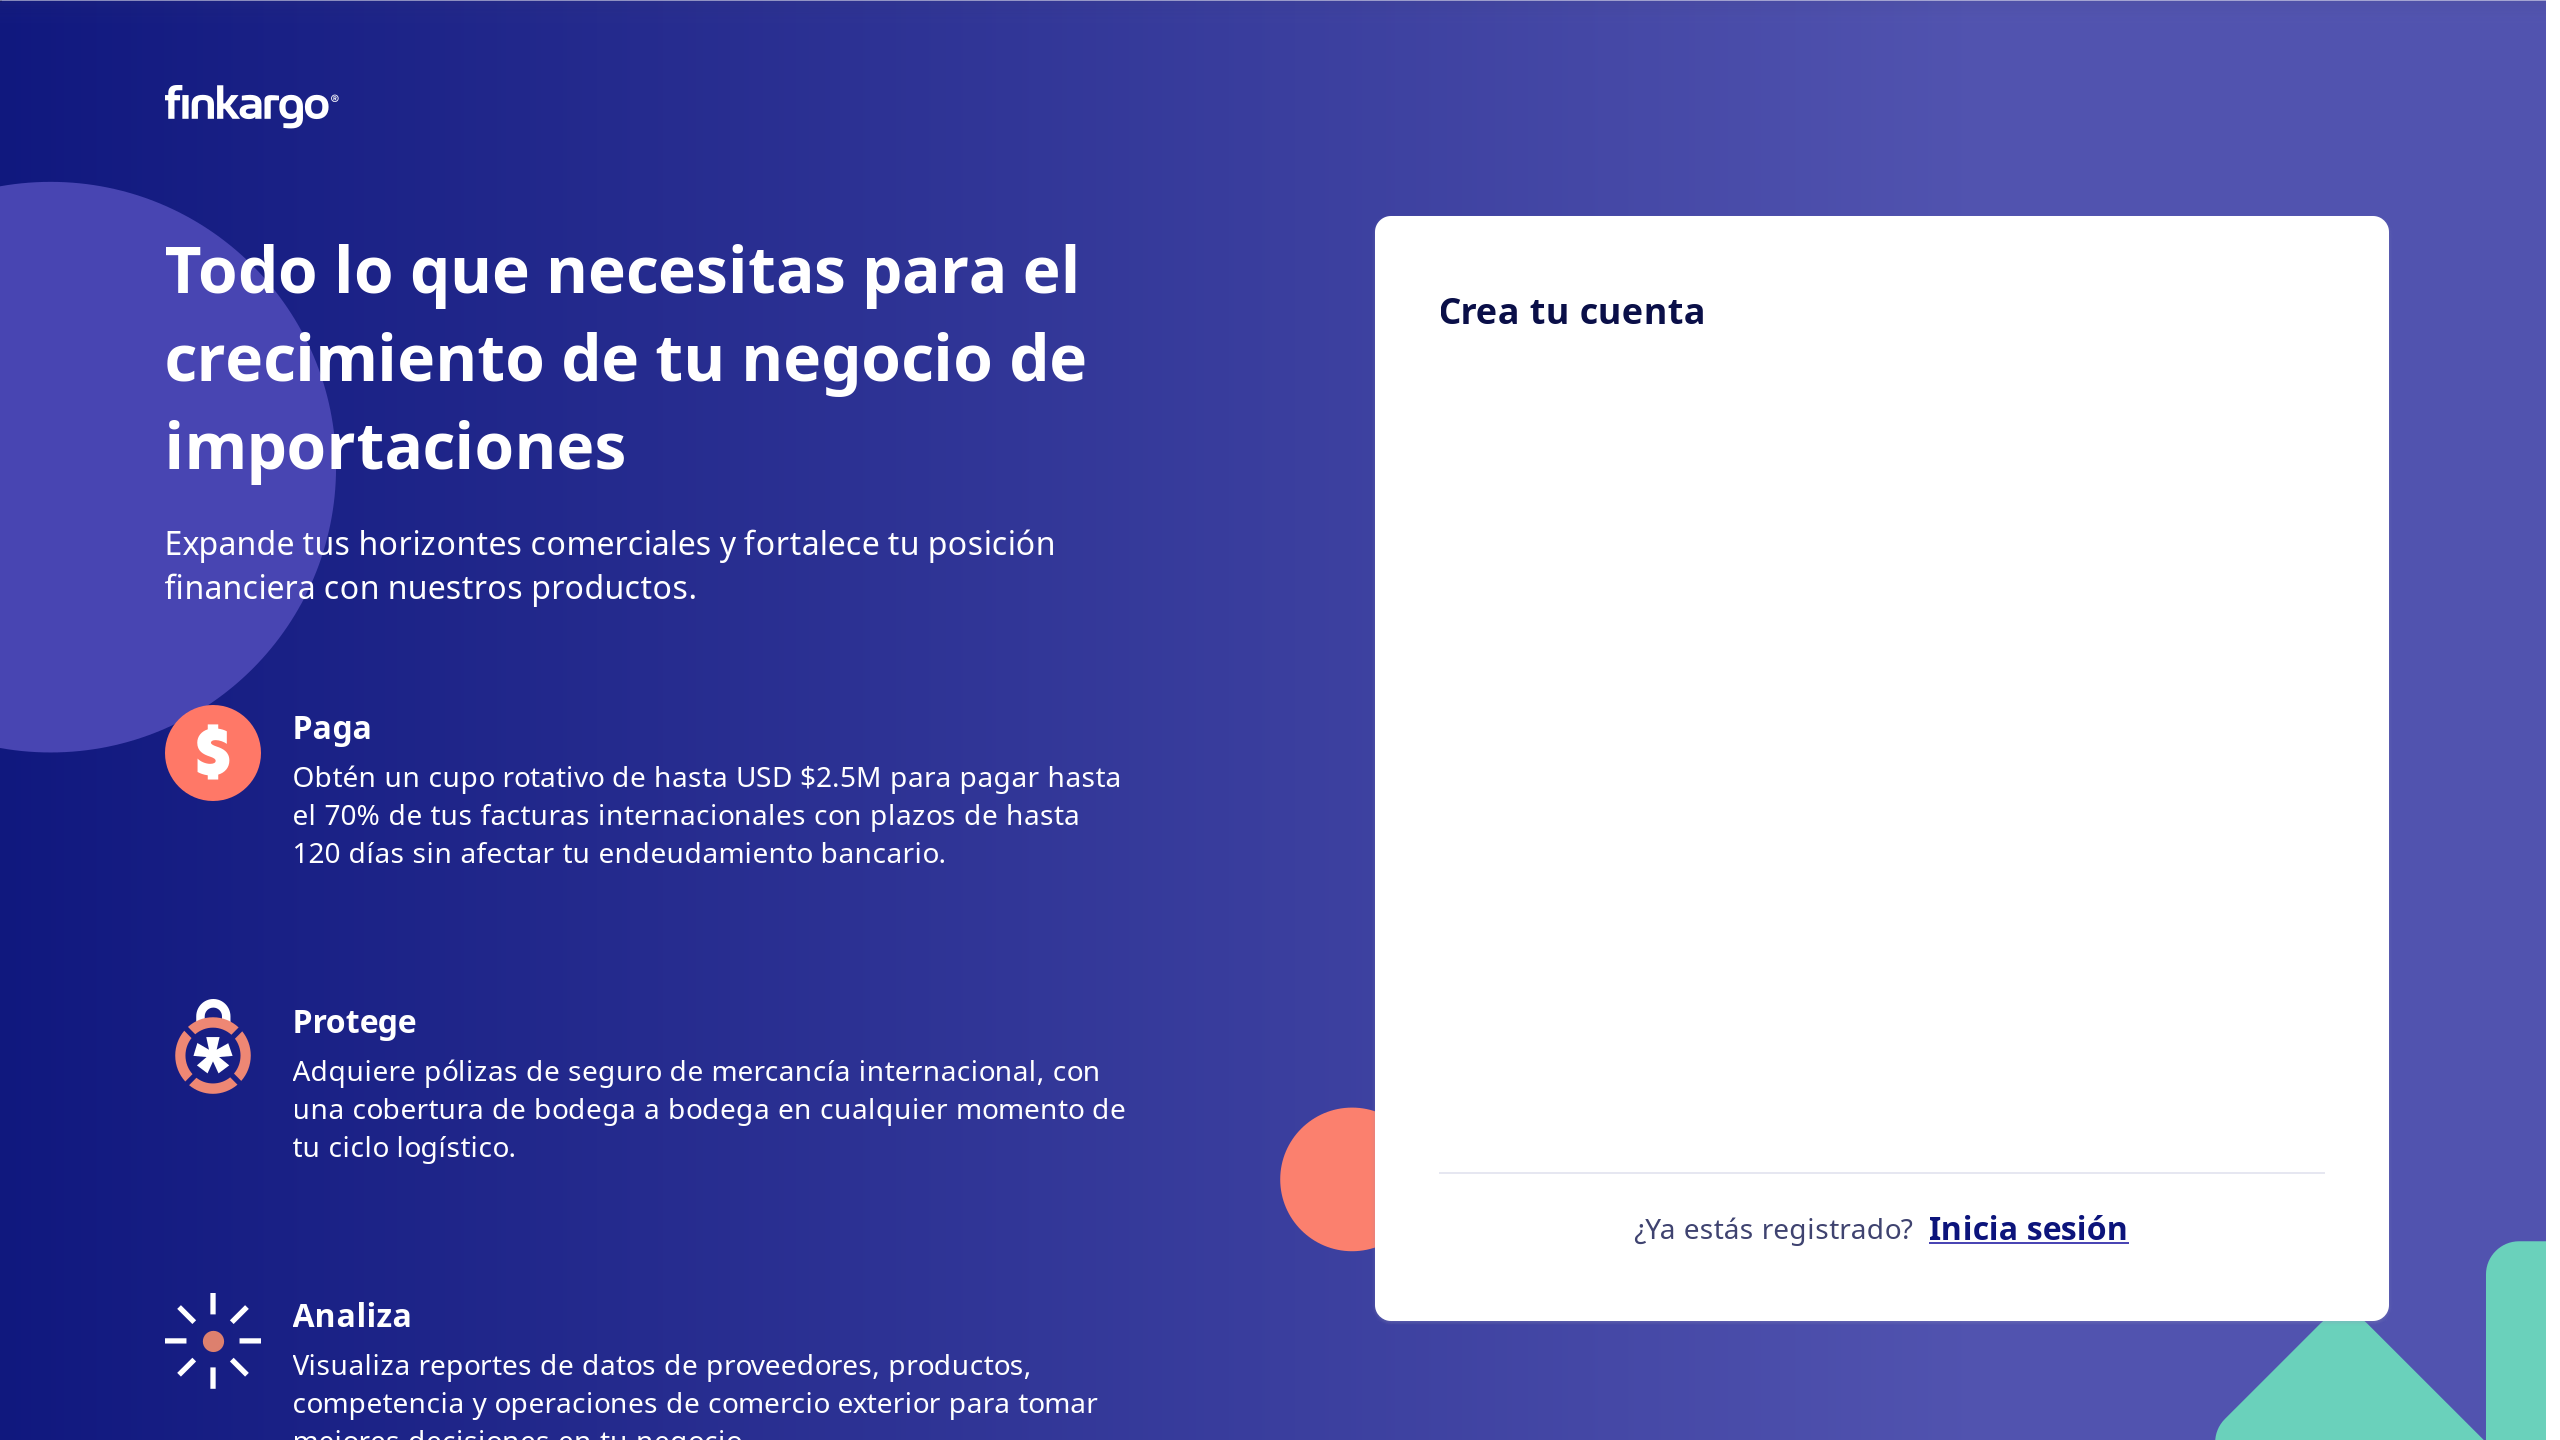 finkargo®
Todo lo que necesitas para el
crecimiento de tu negocio de
importaciones
Expande tus horizontes comerciales y fortalece tu posición
financiera con nuestros productos.
$
Paga
Obtén un cupo rotativo de hasta USD $2.5M para pagar hasta
el 70% de tus facturas internacionales con plazos de hasta
120 días sin afectar tu endeudamiento bancario.
Protege
Adquiere pólizas de seguro de mercancía internacional, con
una cobertura de bodega a bodega en cualquier momento de
tu ciclo logístico.
Analiza
Visualiza reportes de datos de proveedores, productos,
competencia y operaciones de comercio exterior para tomar
mejores decisiones en tu negocio.
Crea tu cuenta
¿Ya estás registrado? Inicia sesión